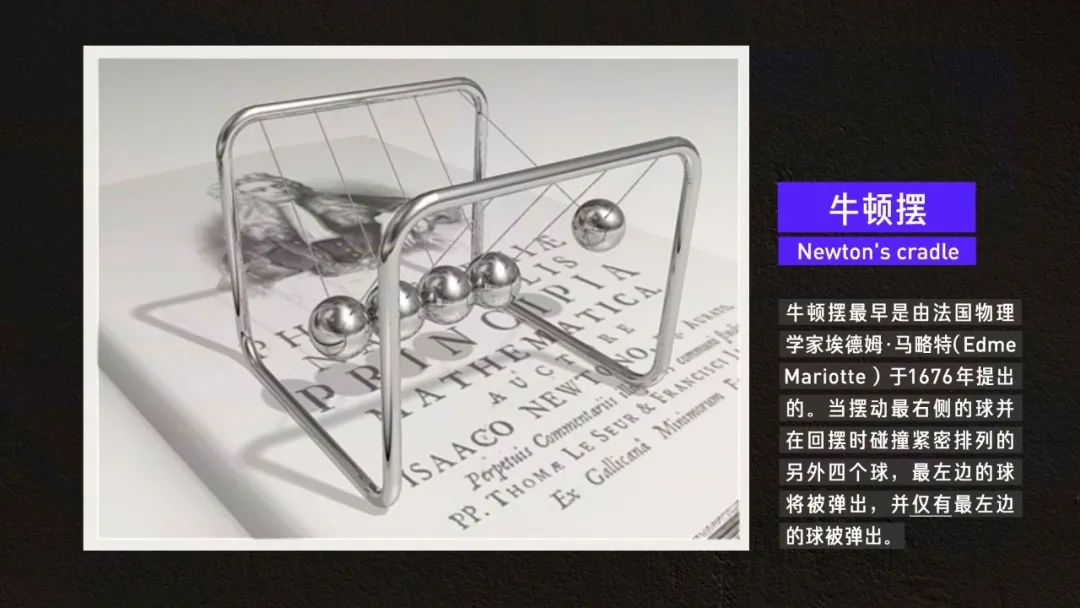 牛顿摆
Newton's cradle
牛顿摆最早是由法国物理
学家埃德姆·马略特(Edme
Mariotte ) 于1676年提出
的。当摆动最右侧的球并
在回摆时碰撞紧密排列的
另外四个球，最左边的球
将被弹出，并仅有最左边
的球被弹出。
PRINCIPIA
MATHEMATICA
AUCTORE
ISAACO NEWTONO
Perpetuis Commentariis
communi
PP. THOMÆ LE SEUR & FRANCISCI
Ex Gallicana Minimorum